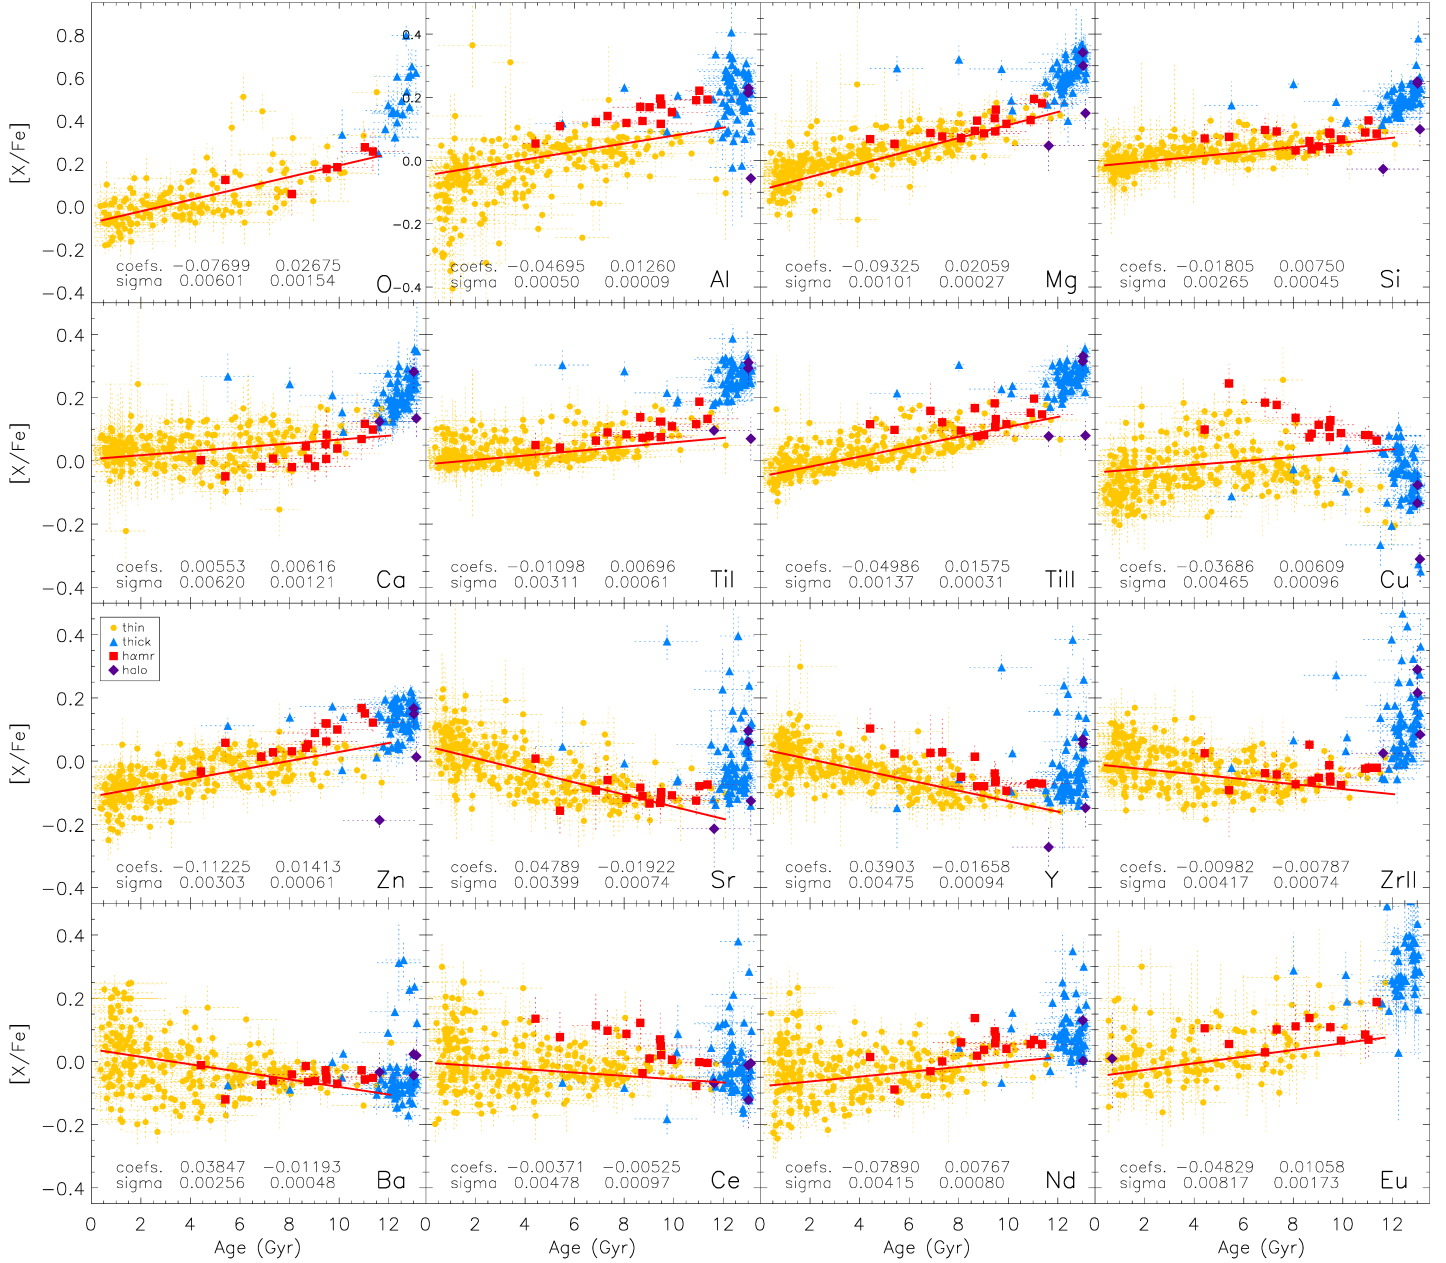 0.8
0.6
0.4
0.2
0.0
−0.2
−0.4
[X/Fe]
coefs. −0.07699 0.02675
sigma 0.00601 0.00154
O
0.4
0.2
0.0
−0.2
−0.4
coefs. −0.04695 0.01260
sigma 0.00050 0.00009
Al
coefs. −0.09325 0.02059
sigma 0.00101 0.00027
Mg
coefs. −0.01805 0.00750
sigma 0.00265 0.00045
Si
0.4
0.2
0.0
−0.2
−0.4
[X/Fe]
coefs. 0.00553 0.00616
sigma 0.00620 0.00121
Ca
coefs. −0.01098 0.00696
sigma 0.00311 0.00061
TiI
coefs. −0.04986 0.01575
sigma 0.00137 0.00031
TiII
coefs. −0.03686 0.00609
sigma 0.00465 0.00096
Cu
0.4
0.2
0.0
−0.2
−0.4
[X/Fe]
thin
thick
hαmr
halo
coefs. −0.11225 0.01413
sigma 0.00303 0.00061
Zn
coefs. 0.04789 −0.01922
sigma 0.00399 0.00074
Sr
coefs. 0.03903 −0.01658
sigma 0.00475 0.00094
Y
coefs. −0.00982 −0.00787
sigma 0.00417 0.00074
ZrII
0.4
0.2
0.0
−0.2
−0.4
[X/Fe]
coefs. 0.03847 −0.01193
sigma 0.00256 0.00048
Ba
coefs. −0.00371 −0.00525
sigma 0.00478 0.00097
Ce
coefs. −0.07890 0.00767
sigma 0.00415 0.00080
Nd
coefs. −0.04829 0.01058
sigma 0.00817 0.00173
Eu
0 2 4 6 8 10 12 0 2 4 6 8 10 12 0 2 4 6 8 10 12 0 2 4 6 8 10 12
Age (Gyr) Age (Gyr) Age (Gyr) Age (Gyr)